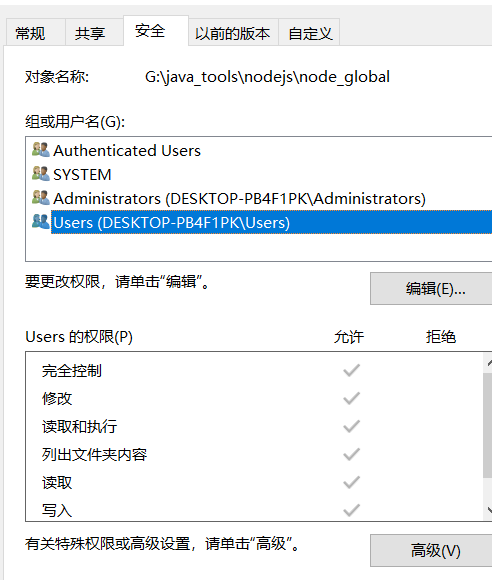 常规 共享 安全 以前的版本 自定义
对象名称: G:\java_tools\nodejs\node_global
组或用户名(G):
Authenticated Users
SYSTEM
Administrators (DESKTOP-PB4F1PK\Administrators)
Users (DESKTOP-PB4F1PK\Users)
要更改权限，请单击“编辑”。
编辑(E)...
Users 的权限(P) 允许 拒绝
完全控制
修改
读取和执行
列出文件夹内容
读取
写入
有关特殊权限或高级设置，请单击“高级”。
高级(V)